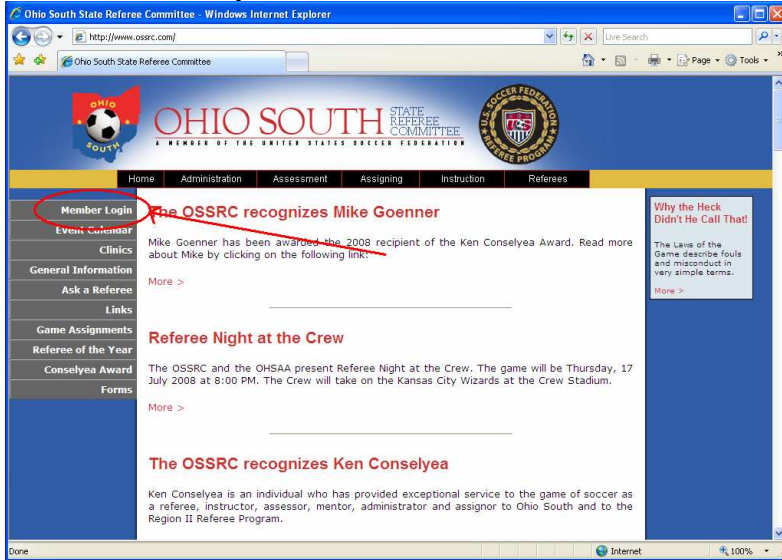 Ohio South State Referee Committee - Windows Internet Explorer
http://www.ossrc.com/
Live Search
Ohio South State Referee Committee
Page
Tools
OHIO
SOUTH
OHIO SOUTH STATE REFEREE COMMITTEE
A MEMBER OF THE UNITED STATES SOCCER FEDERATION
U.S. SOCCER FEDERATION
REFEREE PROGRAM
Home Administration Assessment Assigning Instruction Referees
Member Login
Event Calendar
Clinics
General Information
Ask a Referee
Links
Game Assignments
Referee of the Year
Conselyea Award
Forms
The OSSRC recognizes Mike Goenner
Mike Goenner has been awarded the 2008 recipient of the Ken Conselyea Award. Read more
about Mike by clicking on the following link:
More >
Referee Night at the Crew
The OSSRC and the OHSAA present Referee Night at the Crew. The game will be Thursday, 17
July 2008 at 8:00 PM. The Crew will take on the Kansas City Wizards at the Crew Stadium.
More >
The OSSRC recognizes Ken Conselyea
Ken Conselyea is an individual who has provided exceptional service to the game of soccer as
a referee, instructor, assessor, mentor, administrator and assignor to Ohio South and to the
Region II Referee Program.
Why the Heck
Didn't He Call That!
The Laws of the
Game describe fouls
and misconduct in
very simple terms.
More >
Done
Internet
100%